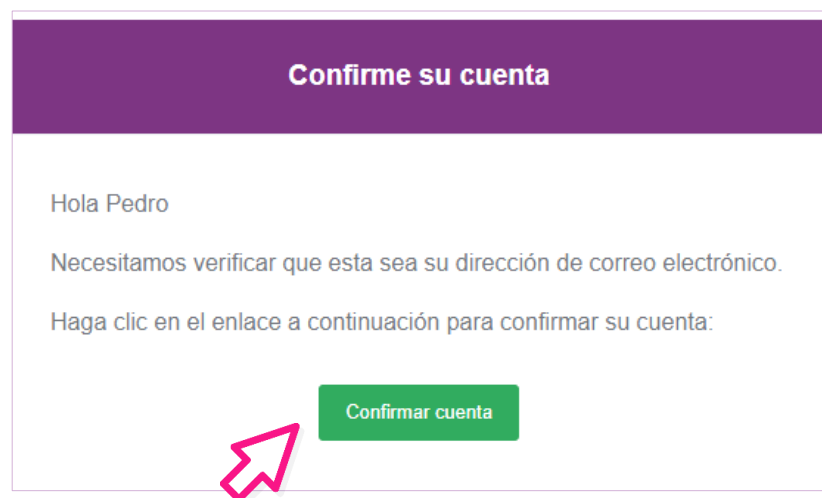 Confirme su cuenta
Hola Pedro
Necesitamos verificar que esta sea su dirección de correo electrónico.
Haga clic en el enlace a continuación para confirmar su cuenta:
Confirmar cuenta